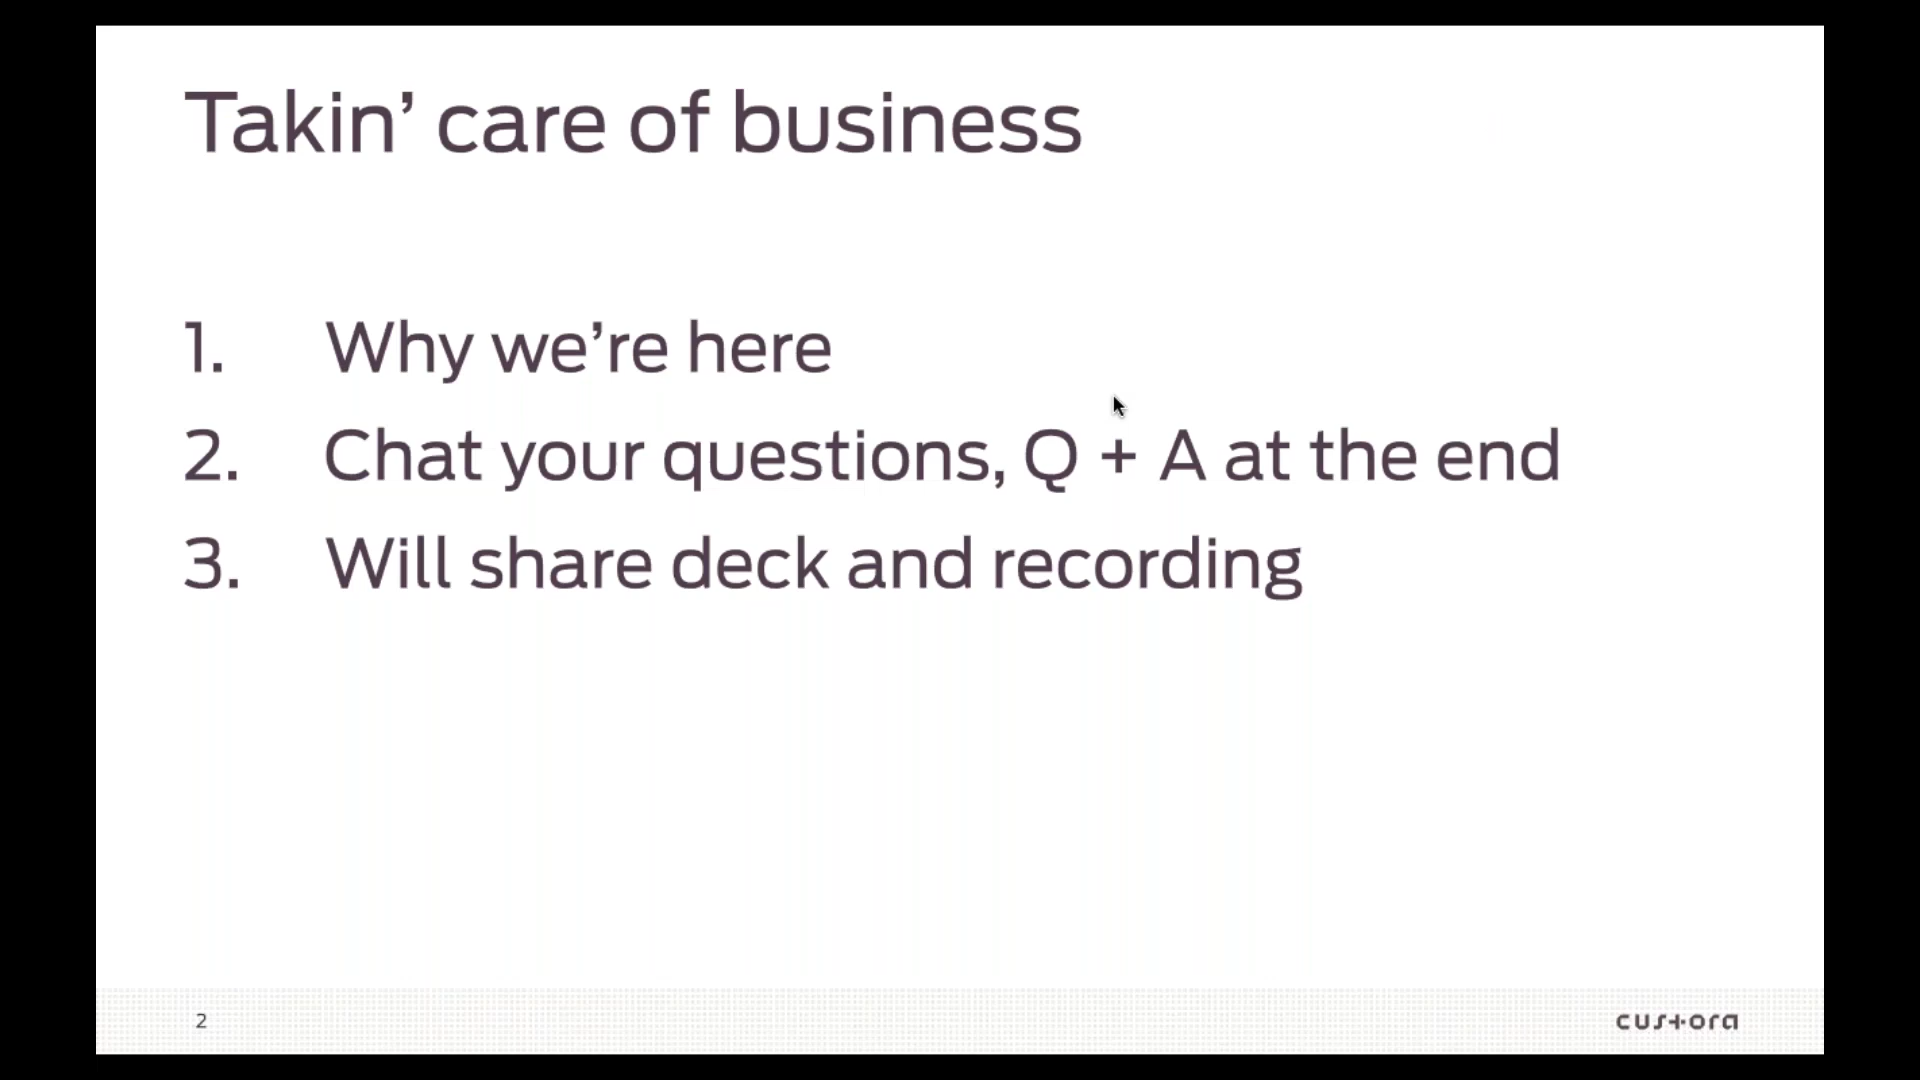 Takin’ care of business
1. Why we’re here
2. Chat your questions, Q + A at the end
3. Will share deck and recording
2
custora